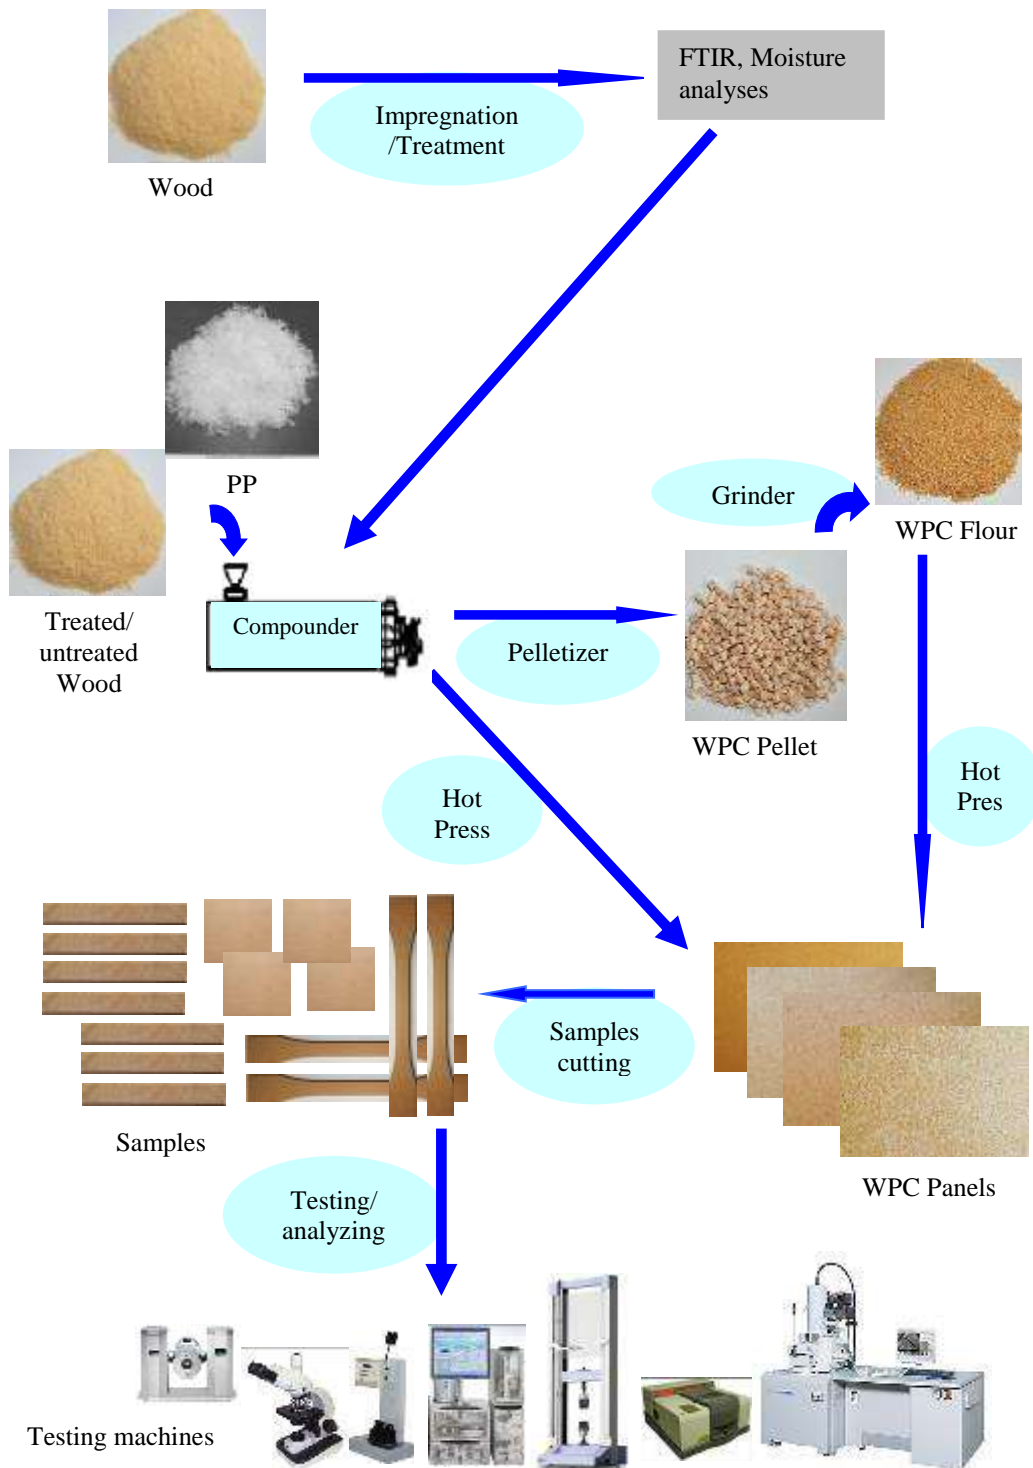 FTIR, Moisture
analyses
Impregnation
/Treatment
Wood
PP
Grinder
WPC Flour
Treated/
untreated
Wood
Compounder
Pelletizer
WPC Pellet
Hot
Press
Hot
Pres
Samples
cutting
Samples
WPC Panels
Testing/
analyzing
Testing machines